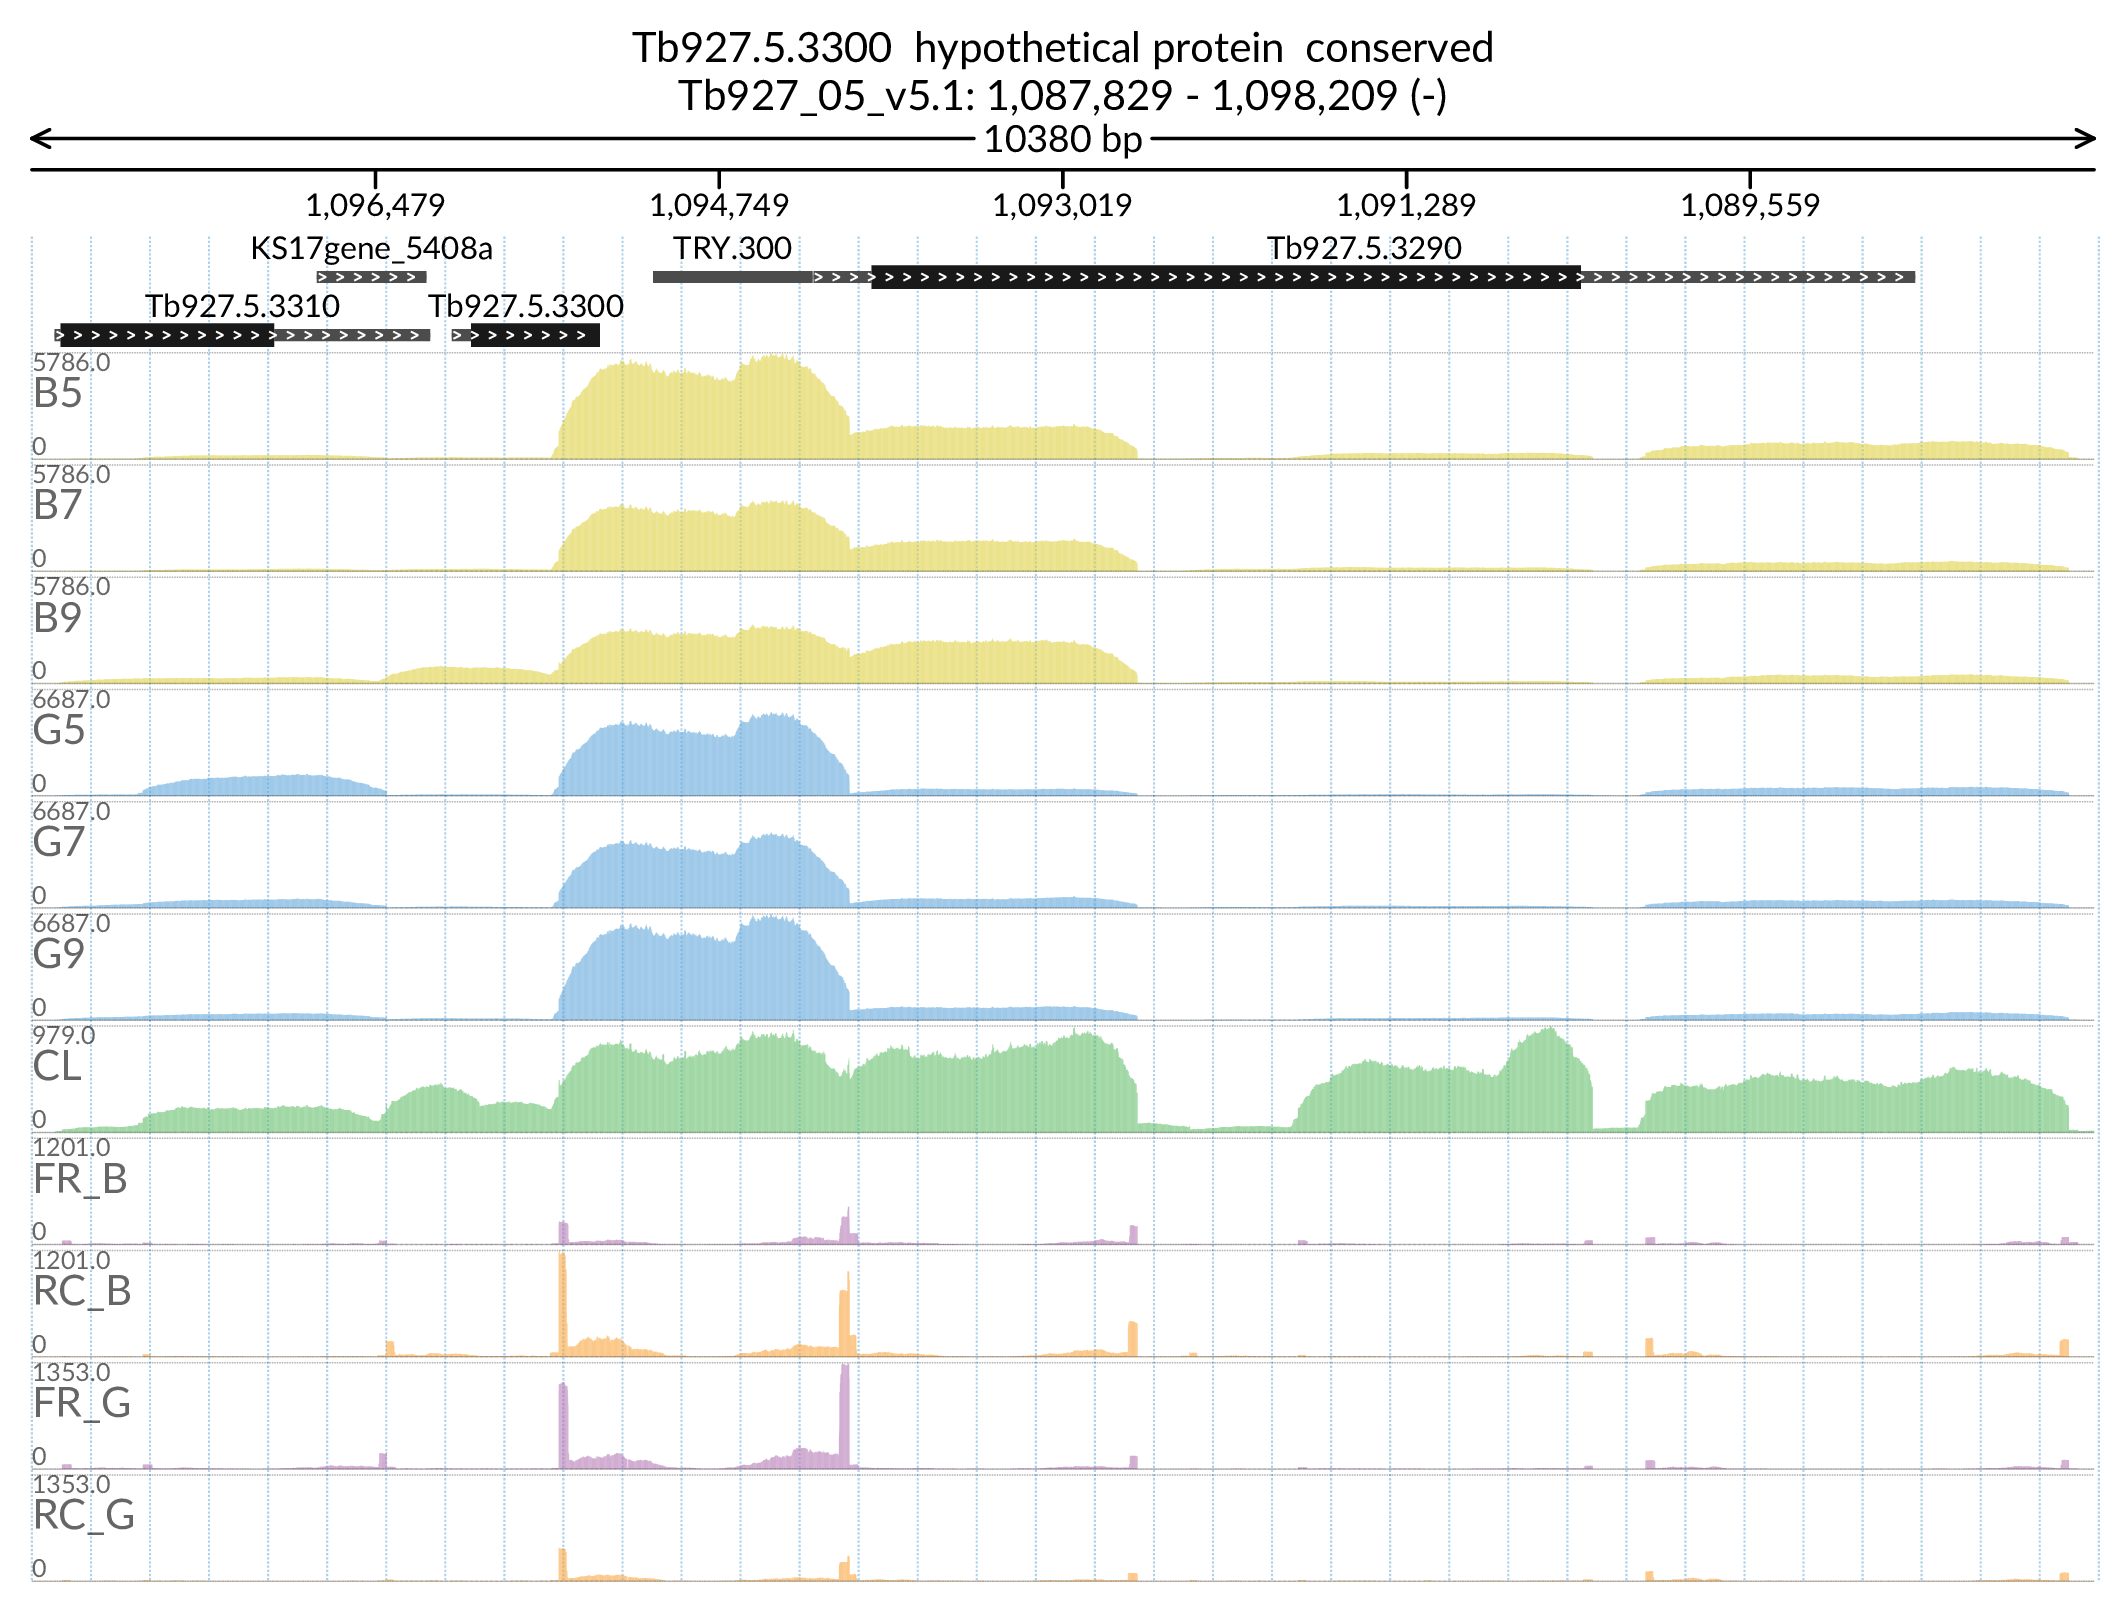 Tb927.5.3300  hypothetical protein  conserved
Tb927_05_v5.1: 1,087,829 - 1,098,209 (-)
10380 bp
1,096,479 1,094,749 1,093,019 1,091,289 1,089,559
KS17gene_5408a TRY.300 Tb927.5.3290
Tb927.5.3310 Tb927.5.3300
5786.0
B5
0
5786.0
B7
0
5786.0
B9
0
6687.0
G5
0
6687.0
G7
0
6687.0
G9
0
979.0
CL
0
1201.0
FR_B
0
1201.0
RC_B
0
1353.0
FR_G
0
1353.0
RC_G
0